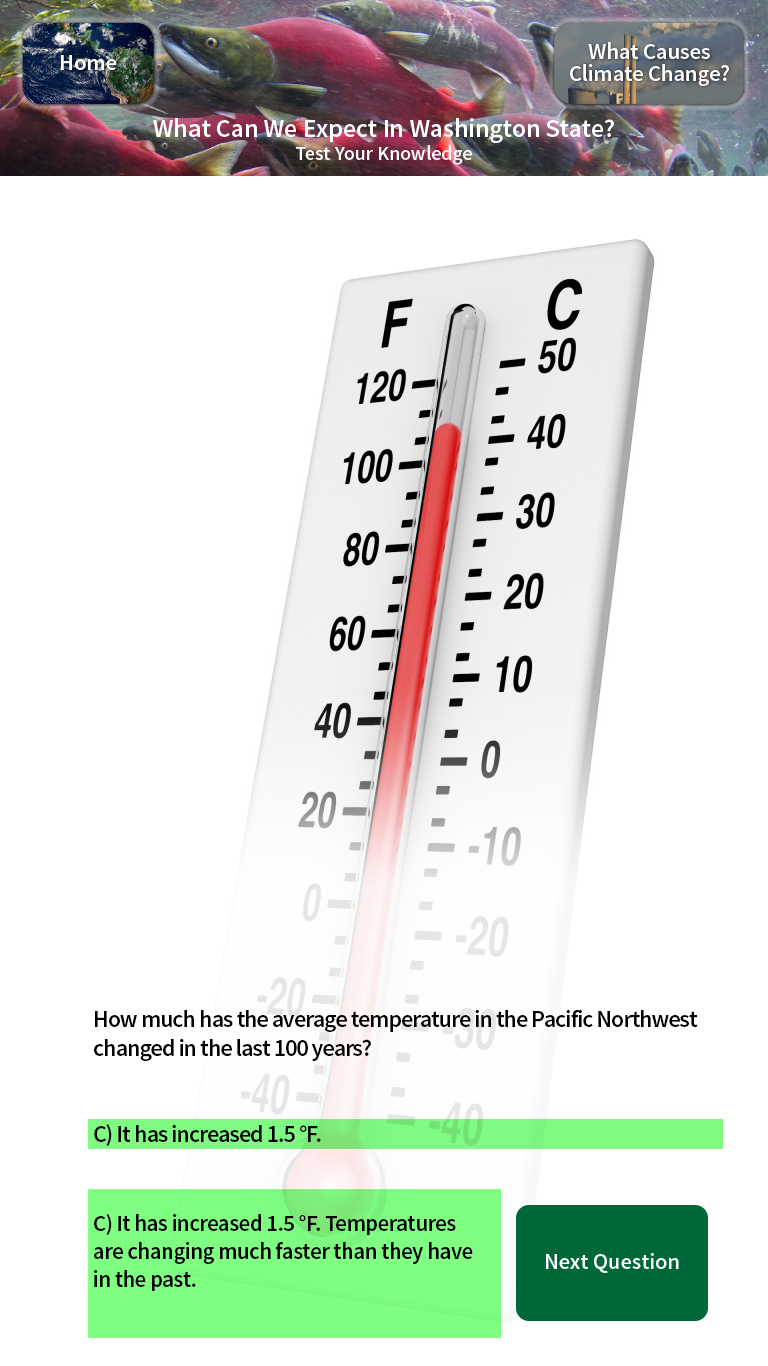 Home
What Causes
Climate Change?
What Can We Expect In Washington State?
Test Your Knowledge
F
C
120
50
100
40
80
30
60
20
40
10
20
0
0
-10
-20
-20
-40
-30
-40
How much has the average temperature in the Pacific Northwest
changed in the last 100 years?
C) It has increased 1.5 °F.
C) It has increased 1.5 °F. Temperatures
are changing much faster than they have
in the past.
Next Question